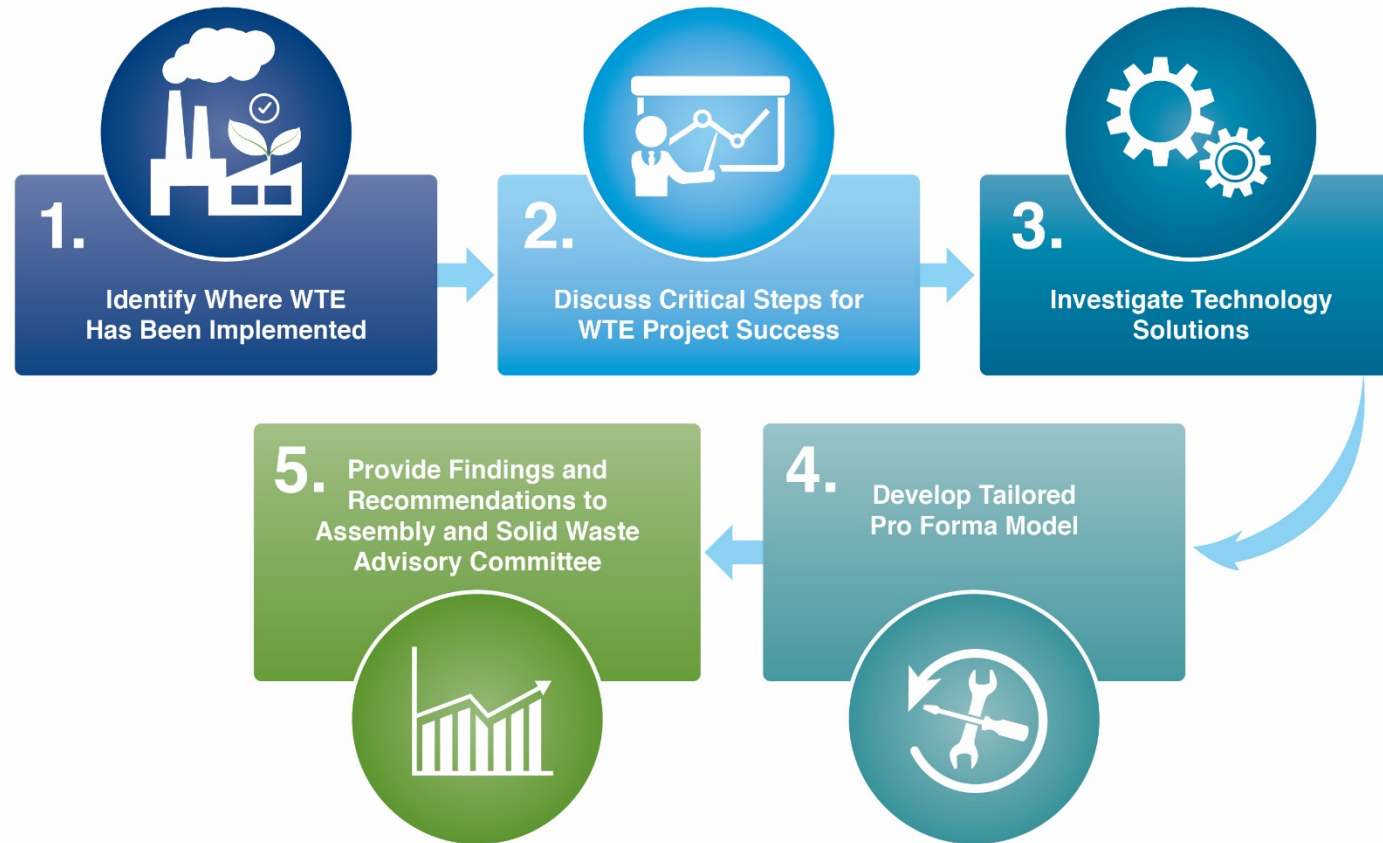 1.
Identify Where WTE
Has Been Implemented
2.
Discuss Critical Steps for
WTE Project Success
3.
Investigate Technology
Solutions
4.
Develop Tailored
Pro Forma Model
5.
Provide Findings and
Recommendations to
Assembly and Solid Waste
Advisory Committee